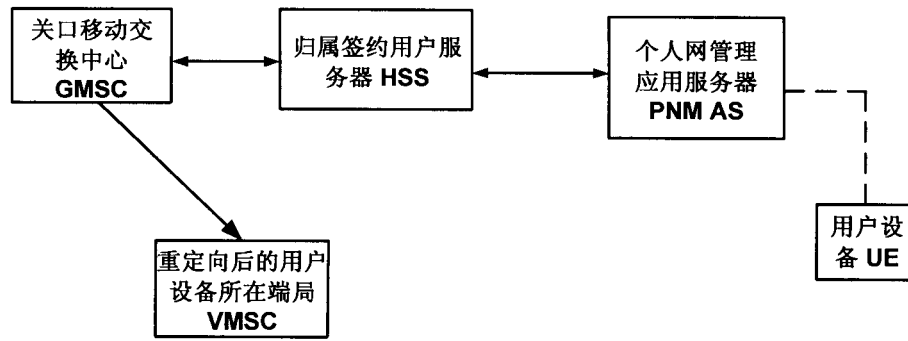 关口移动交
换中心
GMSC
归属签约用户服
务器 HSS
个人网管理
应用服务器
PNM AS
用户设
备 UE
重定向后的用户
设备所在端局
VMSC